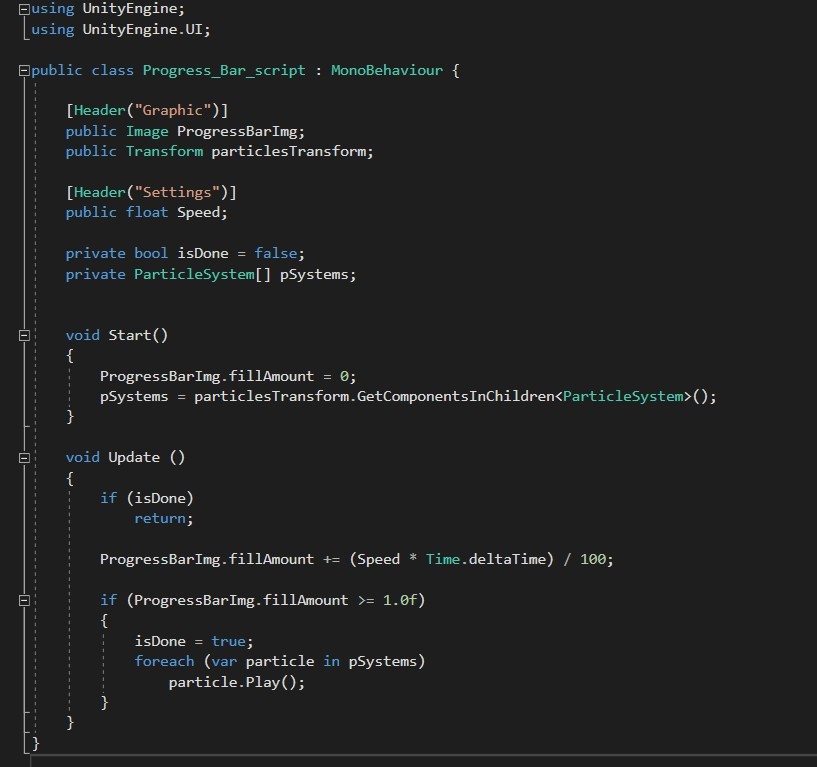 using UnityEngine;
using UnityEngine.UI;
public class Progress_Bar_script : MonoBehaviour {
[Header("Graphic")]
public Image ProgressBarImg;
public Transform particlesTransform;
[Header("Settings")]
public float Speed;
private bool isDone = false;
private ParticleSystem[] pSystems;
void Start()
{
ProgressBarImg.fillAmount = 0;
pSystems = particlesTransform.GetComponentsInChildren<ParticleSystem>();
}
void Update ()
{
if (isDone)
return;
ProgressBarImg.fillAmount += (Speed * Time.deltaTime) / 100;
if (ProgressBarImg.fillAmount >= 1.0f)
{
isDone = true;
foreach (var particle in pSystems)
particle.Play();
}
}
}